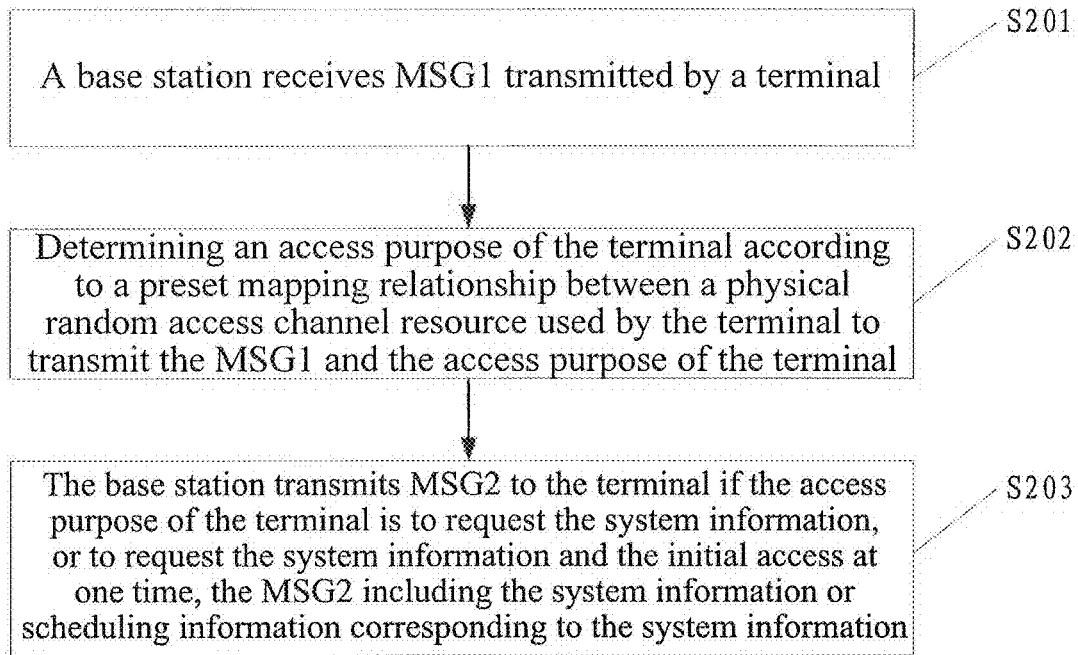 S201
A base station receives MSG1 transmitted by a terminal
S202
Determining an access purpose of the terminal according
to a preset mapping relationship between a physical
random access channel resource used by the terminal to
transmit the MSG1 and the access purpose of the terminal
S203
The base station transmits MSG2 to the terminal if the access
purpose of the terminal is to request the system information,
or to request the system information and the initial access at
one time, the MSG2 including the system information or
scheduling information corresponding to the system information